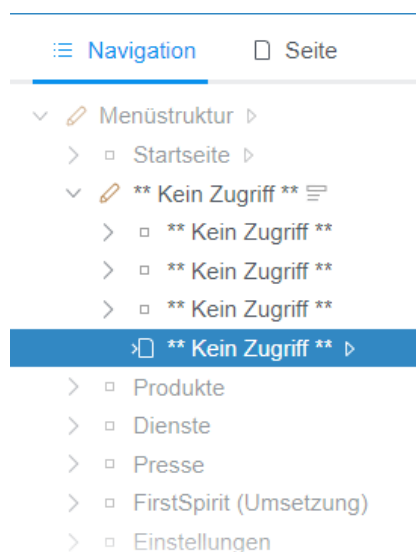 Navigation Seite
Menüstruktur
Startseite
** Kein Zugriff **
** Kein Zugriff **
** Kein Zugriff **
** Kein Zugriff **
** Kein Zugriff **
Produkte
Dienste
Presse
FirstSpirit (Umsetzung)
Einstellungen